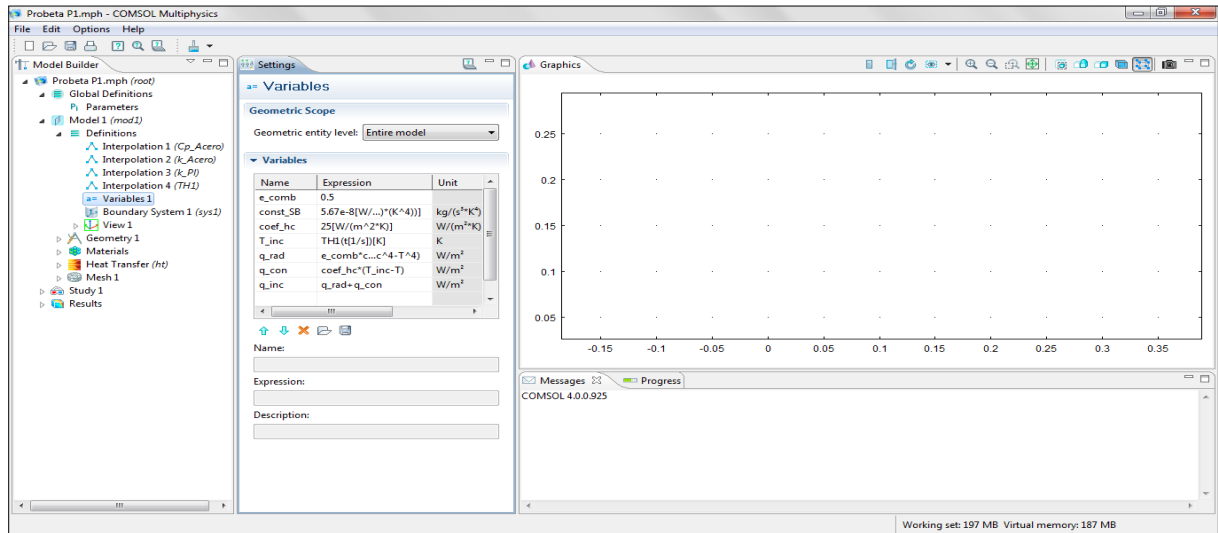 Probeta P1.mph - COMSOL Multiphysics
File Edit Options Help
Model Builder
Probeta P1.mph (root)
Global Definitions
Pi Parameters
Model 1 (mod1)
Definitions
Interpolation 1 (Cp_Acero)
Interpolation 2 (k_Acero)
Interpolation 3 (k_PI)
Interpolation 4 (TH1)
a= Variables 1
Boundary System 1 (sys1)
View 1
Geometry 1
Materials
Heat Transfer (ht)
Mesh 1
Study 1
Results
Settings
a= Variables
Geometric Scope
Geometric entity level: Entire model
Variables
Name Expression Unit
e_comb 0.5
const_SB 5.67e-8[W/...)*(K^4))] kg/(s³*K⁴)
coef_hc 25[W/(m^2*K)] W/(m²*K)
T_inc TH1(t[1/s])[K] K
q_rad e_comb*c...c^4-T^4) W/m²
q_con coef_hc*(T_inc-T) W/m²
q_inc q_rad+q_con W/m²
Name:
Expression:
Description:
Graphics
0.25
0.2
0.15
0.1
0.05
-0.15 -0.1 -0.05 0 0.05 0.1 0.15 0.2 0.25 0.3 0.35
Messages Progress
COMSOL 4.0.0.925
Working set: 197 MB Virtual memory: 187 MB